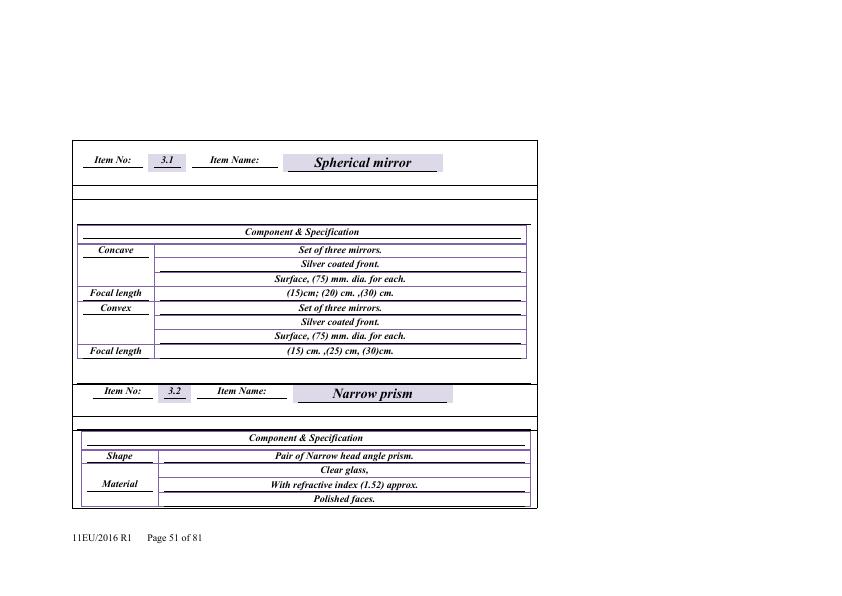 Item No: 3.1 Item Name: Spherical mirror
Component & Specification
Concave Set of three mirrors.
Silver coated front.
Surface, (75) mm. dia. for each.
Focal length (15)cm; (20) cm. ,(30) cm.
Convex Set of three mirrors.
Silver coated front.
Surface, (75) mm. dia. for each.
Focal length (15) cm. ,(25) cm, (30)cm.
Item No: 3.2 Item Name: Narrow prism
Component & Specification
Shape Pair of Narrow head angle prism.
Clear glass,
Material With refractive index (1.52) approx.
Polished faces.
11EU/2016 R1 Page 51 of 81